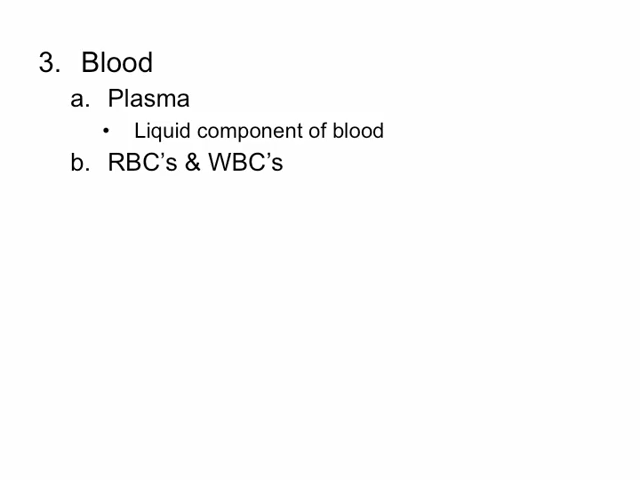 3. Blood
a. Plasma
• Liquid component of blood
b. RBC’s & WBC’s